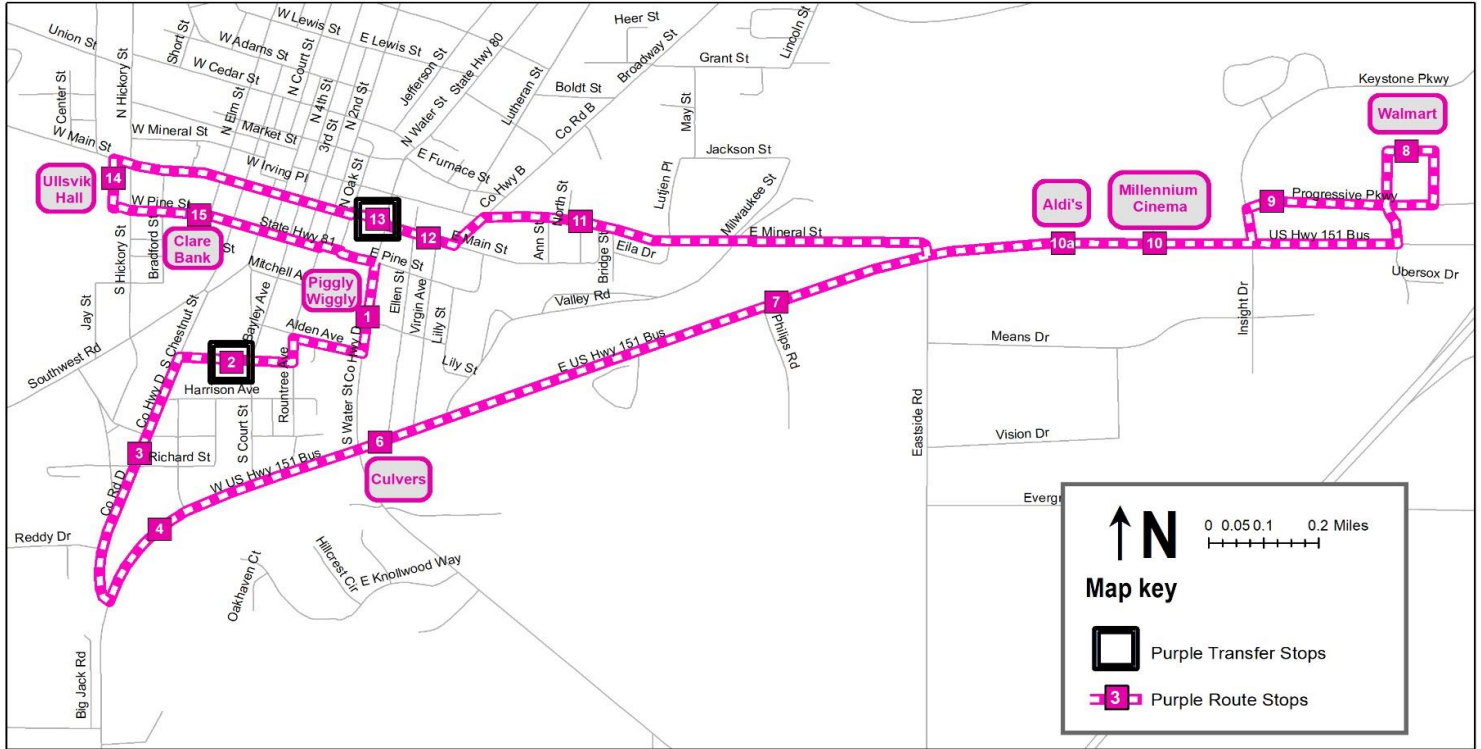 Heer St
W Lewis St
Union St
Short St
N Hickory St
W Adams St
N Court St
E Lewis St
State Hwy 80
Jefferson St
Broadway St
Lincoln St
Grant St
Keystone Pkwy
Center St
W Cedar St
N Elm St
N 4th St
N 2nd St
N Water St
Lutheran St
Boldt St
May St
Walmart
W Main St
W Mineral St
Market St
3rd St
Co Rd B
8
W Irving Pl
E Furnace St
Jackson St
Ullsvik
Hall
14
N Oak St
Co Hwy B
Lutjen Pl
Milwaukee St
Aldi's
Millennium
Cinema
Progressive Pkwy
9
W Pine St
15
State Hwy 81
13
12
North St
11
E Mineral St
10a
10
US Hwy 151 Bus
Clare
Bank
St
E Main St
Ann St
Bridge St
Eila Dr
E Pine St
Ubersox Dr
S Hickory St
Bradford St
Mitchell A
Piggly
Wiggly
Ellen St
Virgin Ave
Valley Rd
7
Jay St
S Chestnut St
Bayley Ave
1
Lilly St
Insight Dr
Alden Ave
Means Dr
Philips Rd
Southwest Rd
2
Co Hwy D
Lily St
E US Hwy 151 Bus
Harrison Ave
Rountree Ave
Co Hwy D
S Court St
S Water St
Eastside Rd
Vision Dr
6
3
Richard St
W US Hwy 151 Bus
Culvers
Co Rd D
4
Evergr
Reddy Dr
Oakhaven Ct
Hillcrest Cir
E Knollwood Way
Big Jack Rd
N
0 0.05 0.1 0.2 Miles
Map key
Purple Transfer Stops
3
Purple Route Stops